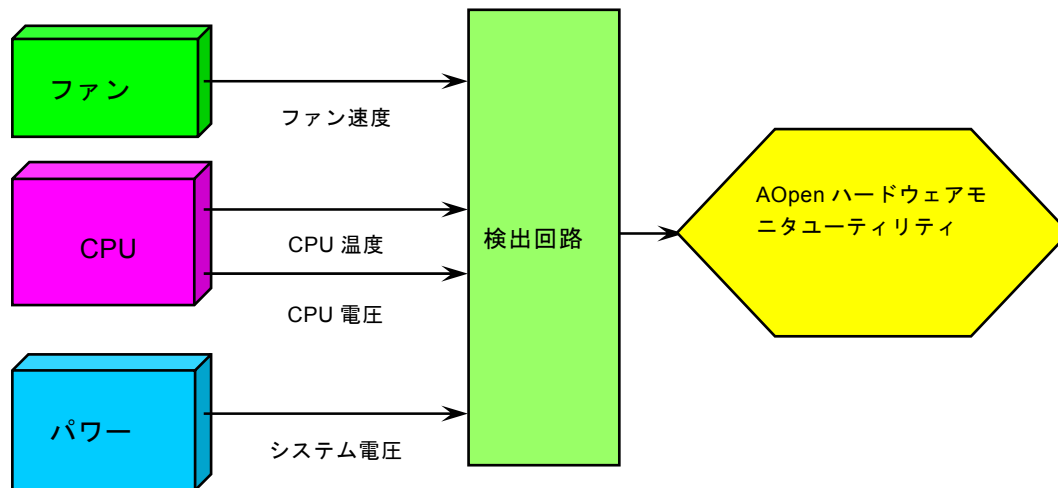 ファン
ファン速度
CPU
CPU 温度
CPU 電圧
パワー
システム電圧
検出回路
AOpen ハードウェアモ
ニタユーティリティ